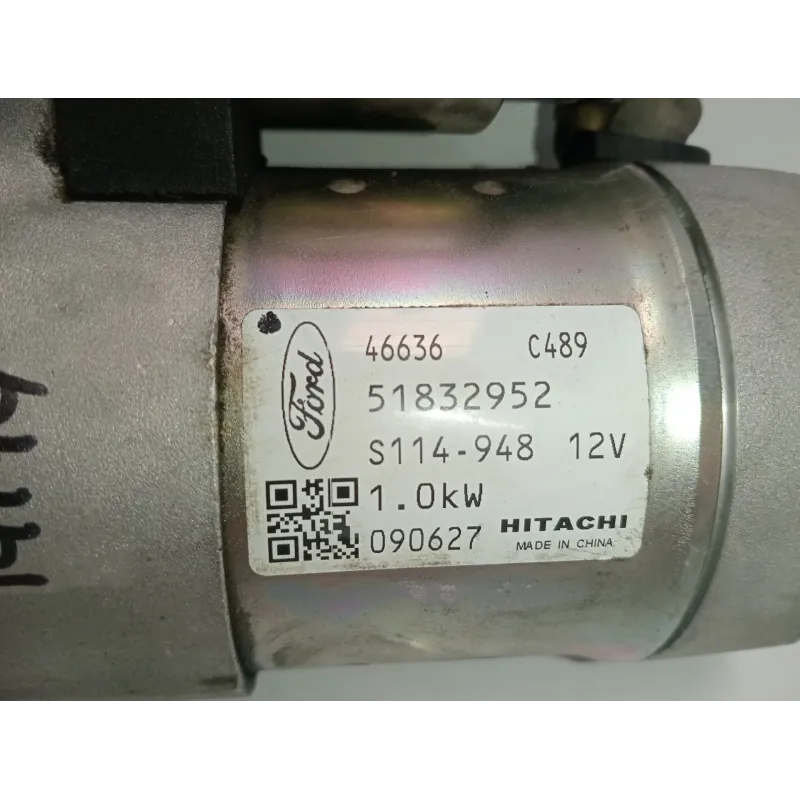 Ford
46636 C489
51832952
S114-948 12V
1.0kW
090627 HITACHI
MADE IN CHINA